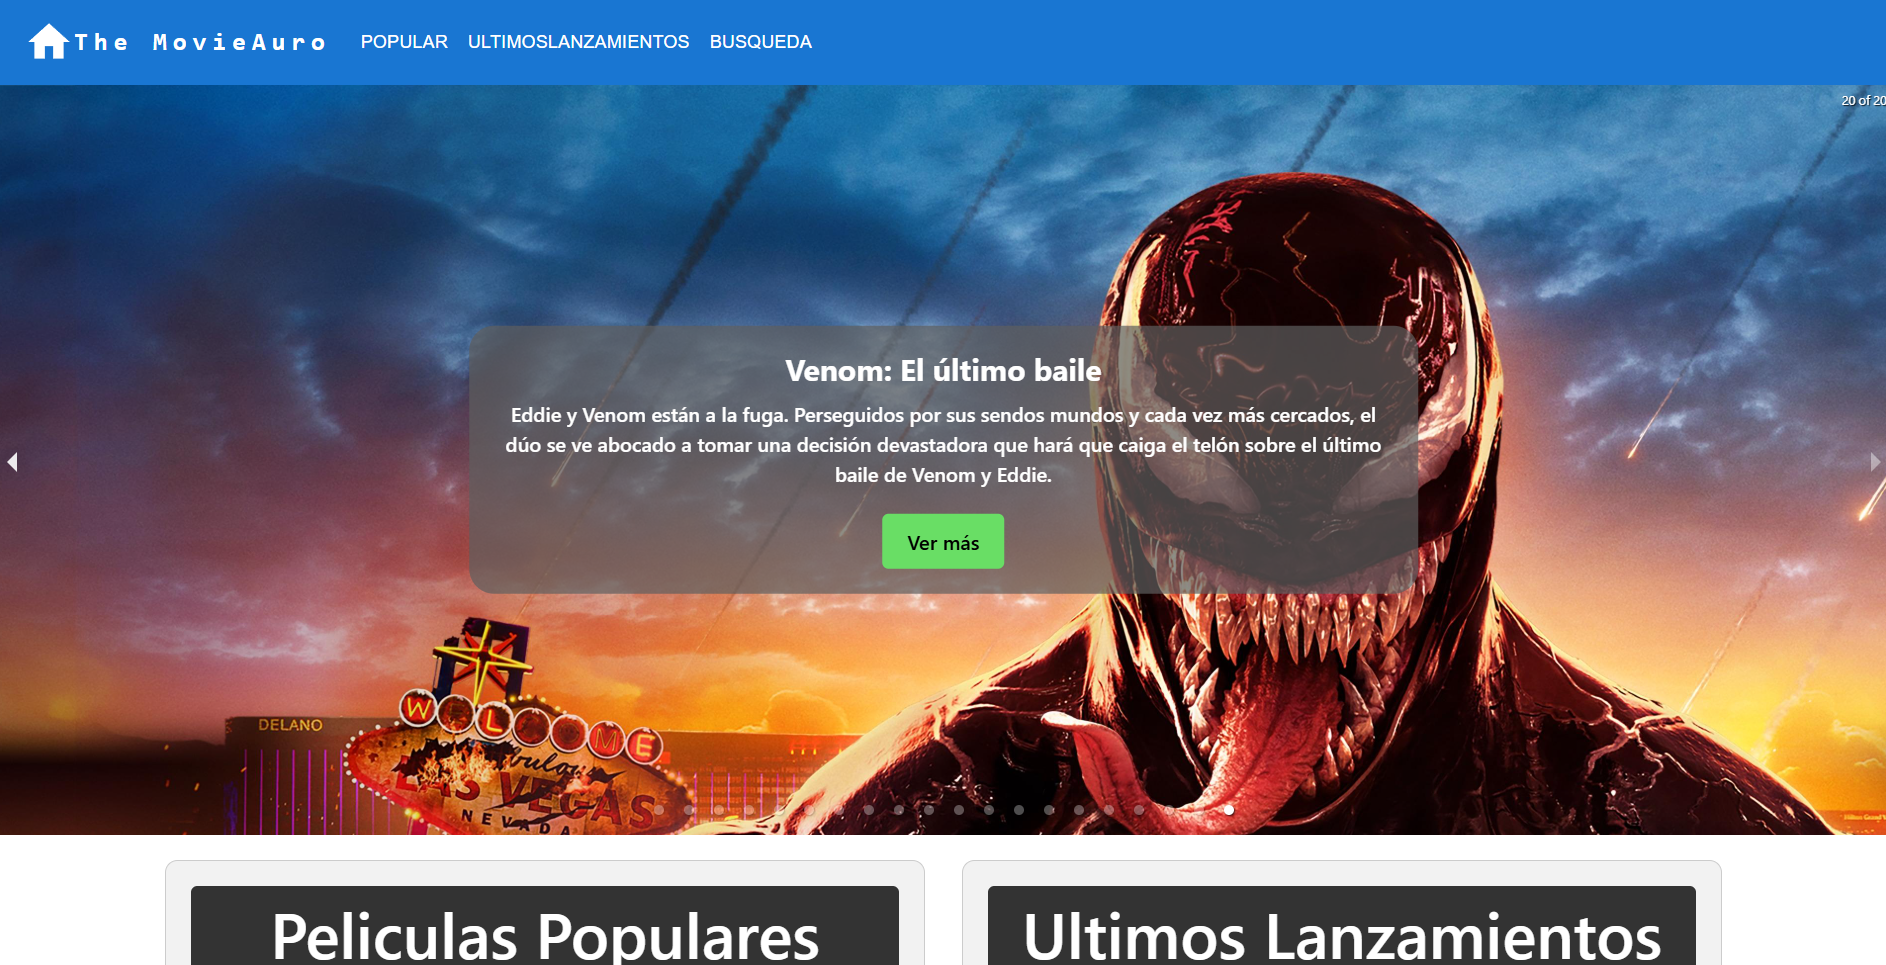 The MovieAuro POPULAR ULTIMOSLANZAMIENTOS BUSQUEDA
20 of 20
Venom: El último baile
Eddie y Venom están a la fuga. Perseguidos por sus sendos mundos y cada vez más cercados, el
dúo se ve abocado a tomar una decisión devastadora que hará que caiga el telón sobre el último
baile de Venom y Eddie.
Ver más
DELANO
LAS VEGAS
NEVADA
Peliculas Populares
Ultimos Lanzamientos